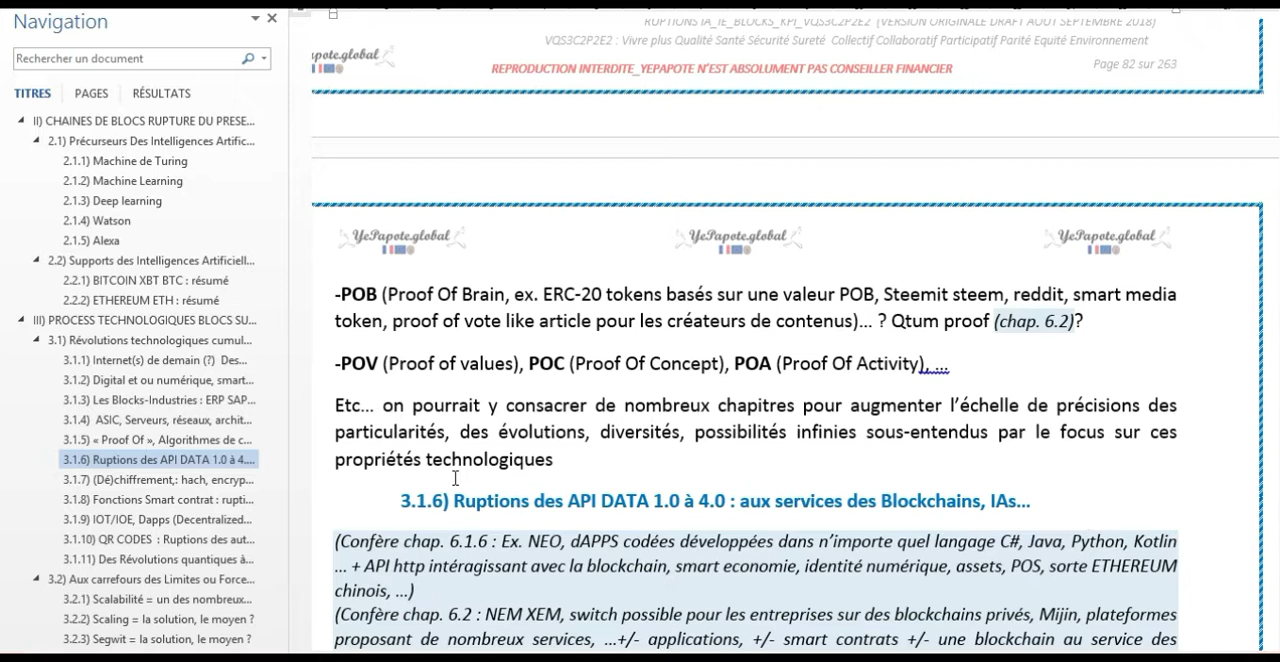 Navigation
Rechercher un document
TITRES PAGES RÉSULTATS
II) CHAINES DE BLOCS RUPTURE DU PRESE...
2.1) Précurseurs Des Intelligences Artific...
2.1.1) Machine de Turing
2.1.2) Machine Learning
2.1.3) Deep learning
2.1.4) Watson
2.1.5) Alexa
2.2) Supports des Intelligences Artificiell...
2.2.1) BITCOIN XBT BTC : résumé
2.2.2) ETHEREUM ETH : résumé
III) PROCESS TECHNOLOGIQUES BLOCS SU...
3.1) Révolutions technologiques cumul...
3.1.1) Internet(s) de demain (?) Des...
3.1.2) Digital et ou numérique, smart...
3.1.3) Les Blocks-Industries : ERP SAP...
3.1.4) ASIC, Serveurs, réseaux, archit...
3.1.5) « Proof Of », Algorithmes de c...
3.1.6) Ruptions des API DATA 1.0 à 4....
3.1.7) (Dé)chiffrement,: hach, encryp...
3.1.8) Fonctions Smart contrat : rupti...
3.1.9) IOT/IOE, Dapps (Decentralized...
3.1.10) QR CODES : Ruptions des aut...
3.1.11) Des Révolutions quantiques à...
3.2) Aux carrefours des Limites ou Force...
3.2.1) Scalabilité = un des nombreux...
3.2.2) Scaling = la solution, le moyen ?
3.2.3) Segwit = la solution, le moyen ?
RUPTIONS IA_IE_BLOCKS_KPI_VQS3C2P2E2 (VERSION ORIGINALE DRAFT AOUT SEPTEMBRE 2018)
VQS3C2P2E2 : Vivre plus Qualité Santé Sécurité Sureté Collectif Collaboratif Participatif Parité Equité Environnement
apote.global
REPRODUCTION INTERDITE_YEPAPOTE N'EST ABSOLUMENT PAS CONSEILLER FINANCIER
Page 82 sur 263
YePapote.global YePapote.global YePapote.global
-POB (Proof Of Brain, ex. ERC-20 tokens basés sur une valeur POB, Steemit steem, reddit, smart media
token, proof of vote like article pour les créateurs de contenus)... ? Qtum proof (chap. 6.2)?
-POV (Proof of values), POC (Proof Of Concept), POA (Proof Of Activity), ...
Etc... on pourrait y consacrer de nombreux chapitres pour augmenter l'échelle de précisions des
particularités, des évolutions, diversités, possibilités infinies sous-entendus par le focus sur ces
propriétés technologiques
3.1.6) Ruptions des API DATA 1.0 à 4.0 : aux services des Blockchains, IAs...
(Confère chap. 6.1.6 : Ex. NEO, dAPPS codées développées dans n'importe quel langage C#, Java, Python, Kotlin
... + API http intéragissant avec la blockchain, smart economie, identité numérique, assets, POS, sorte ETHEREUM
chinois, ...)
(Confère chap. 6.2 : NEM XEM, switch possible pour les entreprises sur des blockchains privés, Mijin, plateformes
proposant de nombreux services, ...+/- applications, +/- smart contrats +/- une blockchain au service des